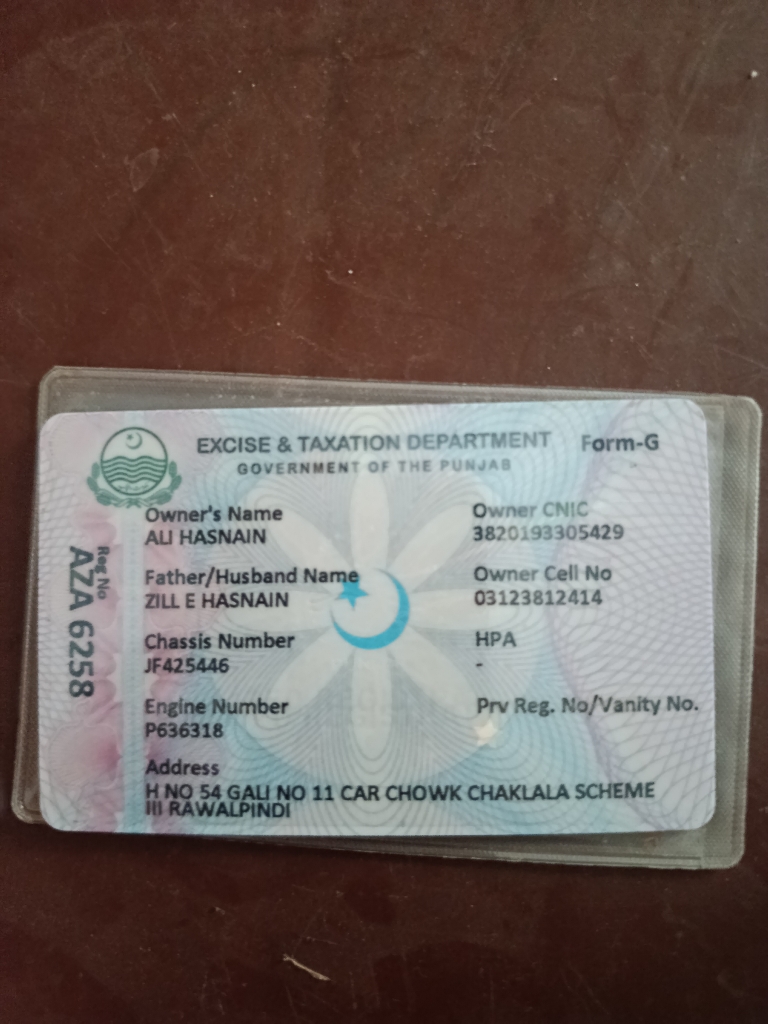 EXCISE & TAXATION DEPARTMENT Form-G
GOVERNMENT OF THE PUNJAB
Reg No
AZA 6258
Owner's Name
ALI HASNAIN
Owner CNIC
3820193305429
Father/Husband Name
ZILL E HASNAIN
Owner Cell No
03123812414
Chassis Number
JF425446
HPA
-
Engine Number
P636318
Prv Reg. No/Vanity No.
Address
H NO 54 GALI NO 11 CAR CHOWK CHAKLALA SCHEME
III RAWALPINDI